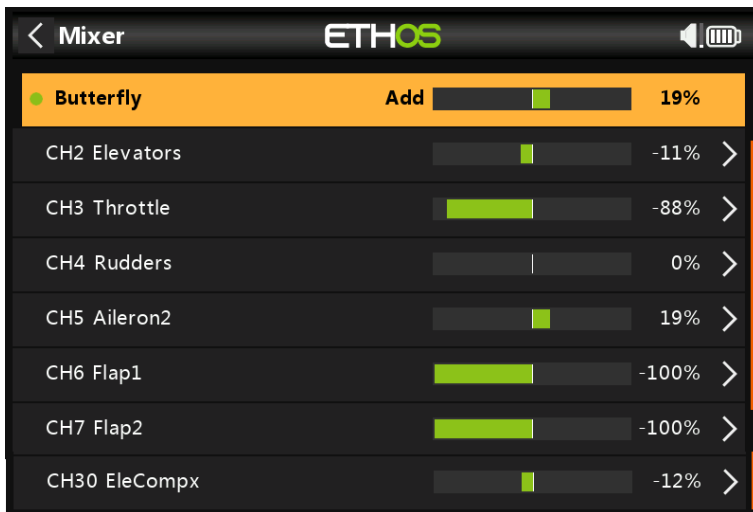 Mixer ETHOS
Butterfly Add 19%
CH2 Elevators -11%
CH3 Throttle -88%
CH4 Rudders 0%
CH5 Aileron2 19%
CH6 Flap1 -100%
CH7 Flap2 -100%
CH30 EleCompx -12%